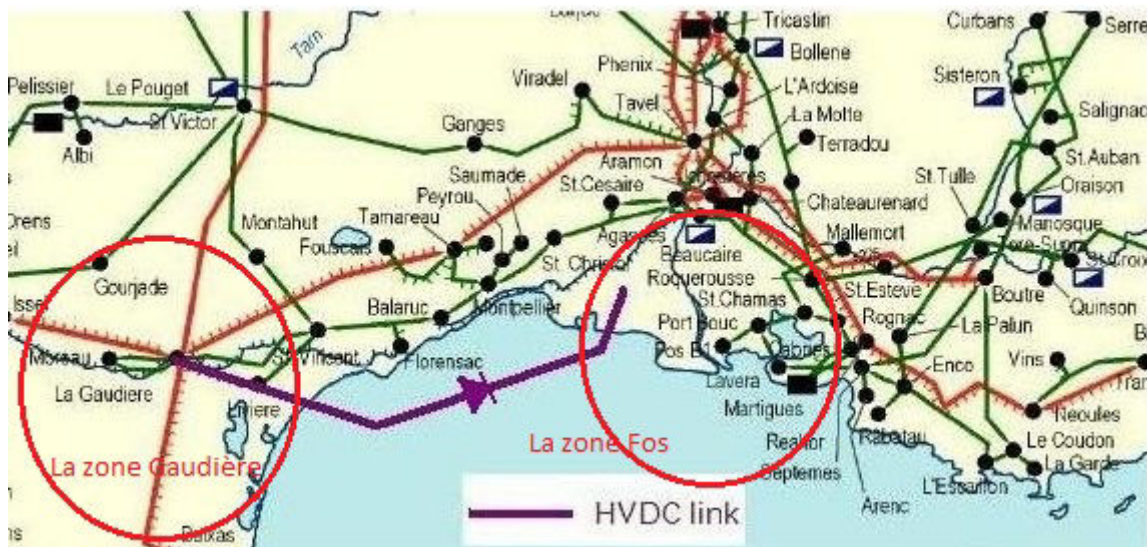 Tricastin
Curbans
Serre
Tarn
Bollene
Phenix
Sisteron
Pelissier
Le Pouget
Viradel
L'Ardoise
Tavel
La Motte
Salignac
St Victor
Ganges
Albi
Terradou
Aramon
St.Auban
Saumade
St.Cesaire
St.Tulle
Oraison
Peyrou
Montahut
Tamareau
Chateaurenard
Manosque
Fouscais
Mallemort
Beaucaire
St. Christol
Roquerousse
Gourjade
Montpellier
St.Esteve
Boutre
Quinson
Balaruc
St.Chamas
Rognac
La Palun
Port Bouc
Moreau
St. Vincent
Florensac
Enco
Vins
La Gaudiere
Livière
Lavera
Martigues
Neoules
Realtor
Rabatau
La zone Gaudière
La zone Fos
Le Coudon
Septemes
La Garde
L'Escaillon
HVDC link
Arenc
Baixas